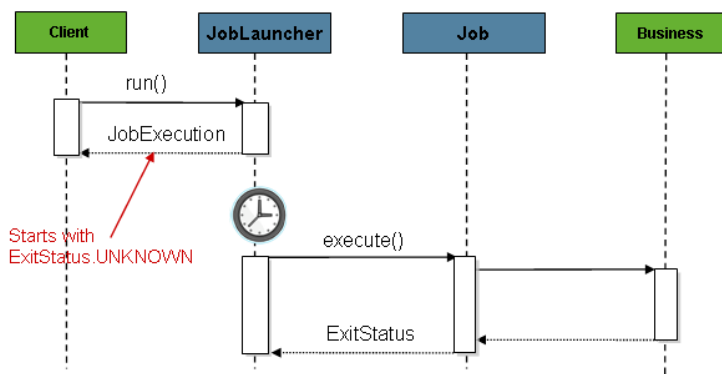 Client
JobLauncher
Job
Business
run()
JobExecution
Starts with
ExitStatus.UNKNOWN
execute()
ExitStatus